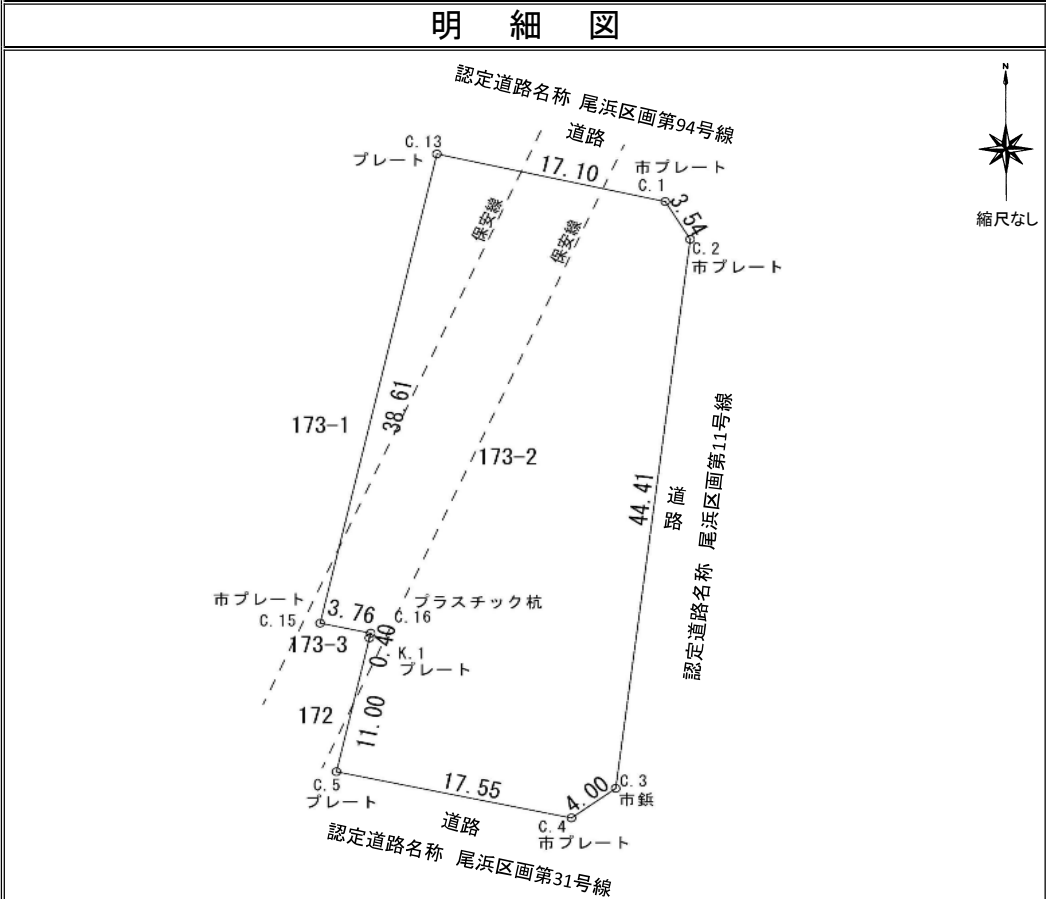 明 細 図
認定道路名称 尾浜区画第94号線
道路
N
縮尺なし
C.13
プレート
17.10
市プレート
C.1
3.54
C.2
市プレート
保安線
保安線
38.61
173-1
173-2
44.41
道路
認定道路名称 尾浜区画第11号線
市プレート
C.15
3.76
プラスチック杭
C.16
173-3
0.40
K.1
プレート
172
11.00
C.5
プレート
17.55
4.00
C.3
市鋲
C.4
市プレート
道路
認定道路名称 尾浜区画第31号線